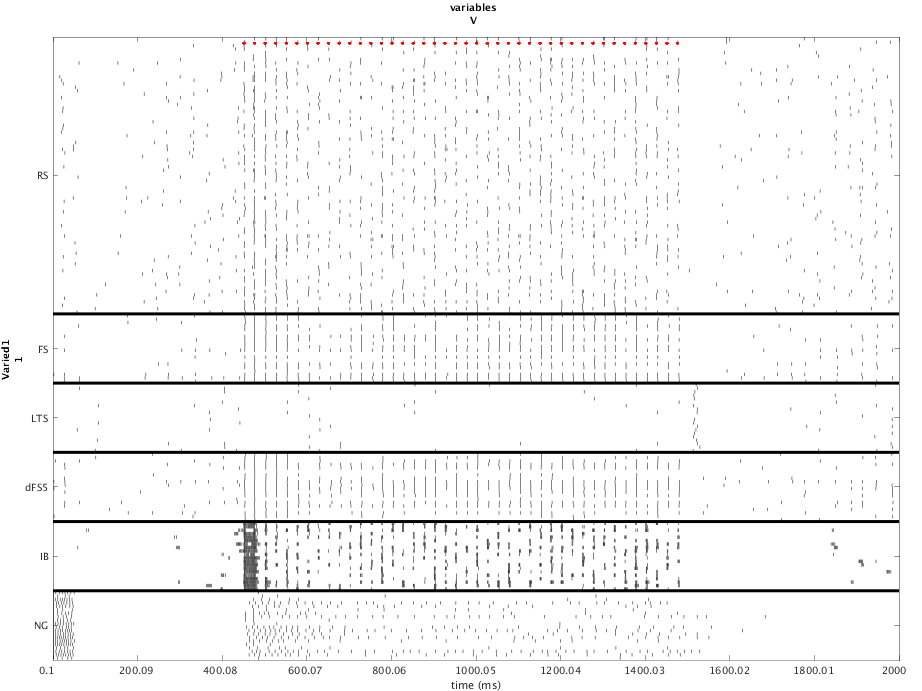 variables
V
RS
FS
LTS
dFS5
IB
NG
Varied1
1
0.1 200.09 400.08 600.07 800.06 1000.05 1200.04 1400.03 1600.02 1800.01 2000
time (ms)